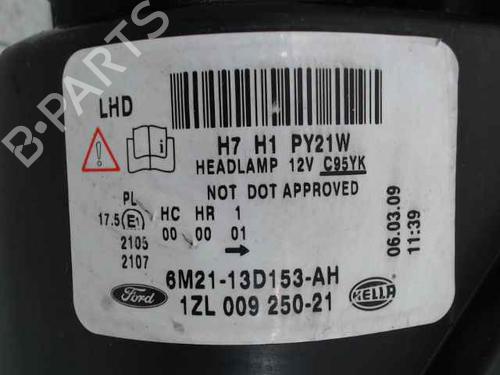 LHD
H7 H1 PY21W
HEADLAMP 12V C95YK
NOT DOT APPROVED
PL
17.5 E1 HC HR 1
00 00 01
2105
2107
06.03.09
11:39
6M21-13D153-AH
1ZL 009 250-21
Ford
HELLA